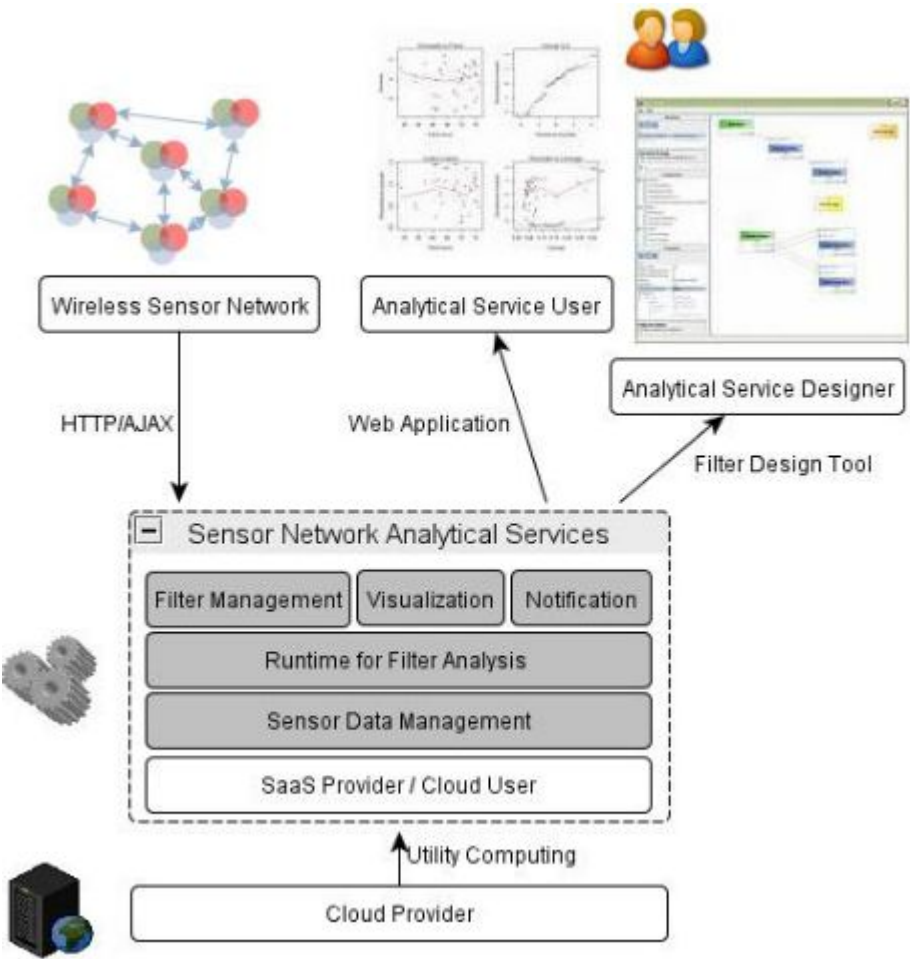 Wireless Sensor Network
Analytical Service User
Analytical Service Designer
HTTP/AJAX
Web Application
Filter Design Tool
Sensor Network Analytical Services
Filter Management
Visualization
Notification
Runtime for Filter Analysis
Sensor Data Management
SaaS Provider / Cloud User
Utility Computing
Cloud Provider